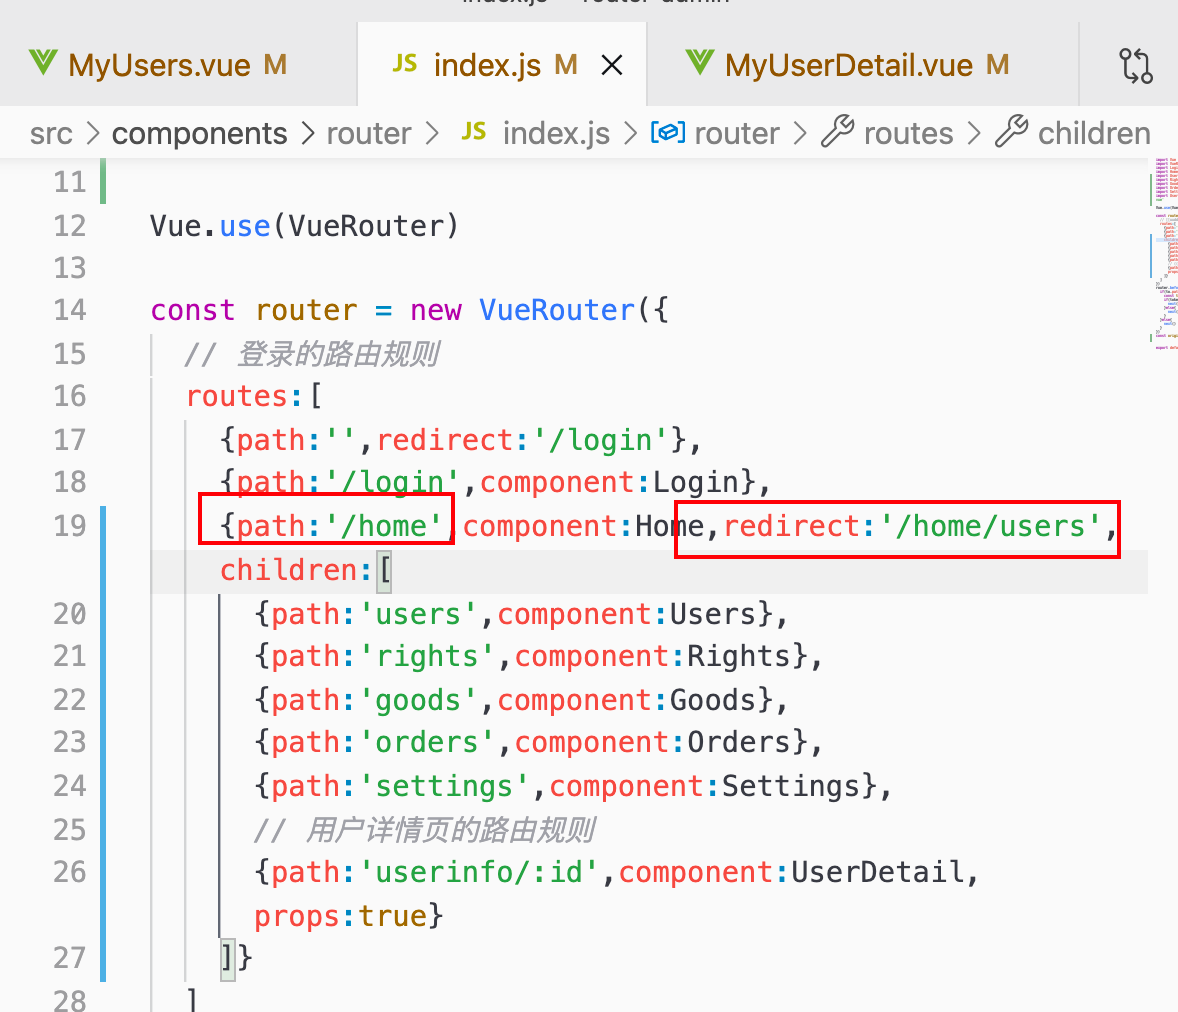 MyUsers.vue M JS index.js M MyUserDetail.vue M
src > components > router > JS index.js > router > routes > children
11
12 Vue.use(VueRouter)
13
14 const router = new VueRouter({
15 // 登录的路由规则
16 routes:[
17 {path:'',redirect:'/login'},
18 {path:'/login',component:Login},
19 {path:'/home',component:Home,redirect:'/home/users',
children:[
20 {path:'users',component:Users},
21 {path:'rights',component:Rights},
22 {path:'goods',component:Goods},
23 {path:'orders',component:Orders},
24 {path:'settings',component:Settings},
25 // 用户详情页的路由规则
26 {path:'userinfo/:id',component:UserDetail,
props:true}
27 ]}
28 ]